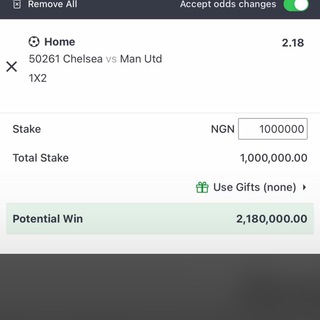 Remove All Accept odds changes
Home 2.18
50261 Chelsea vs Man Utd
1X2
Stake NGN 1000000
Total Stake 1,000,000.00
Use Gifts (none)
Potential Win 2,180,000.00